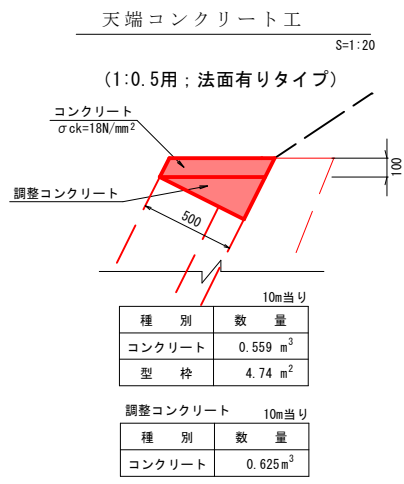 天端コンクリート工
S=1:20
(1:0.5用；法面有りタイプ)
コンクリート
σck=18N/mm²
100
調整コンクリート
500
10m当り
種 別 数 量
コンクリート 0.559 m³
型 枠 4.74 m²
調整コンクリート 10m当り
種 別 数 量
コンクリート 0.625m³